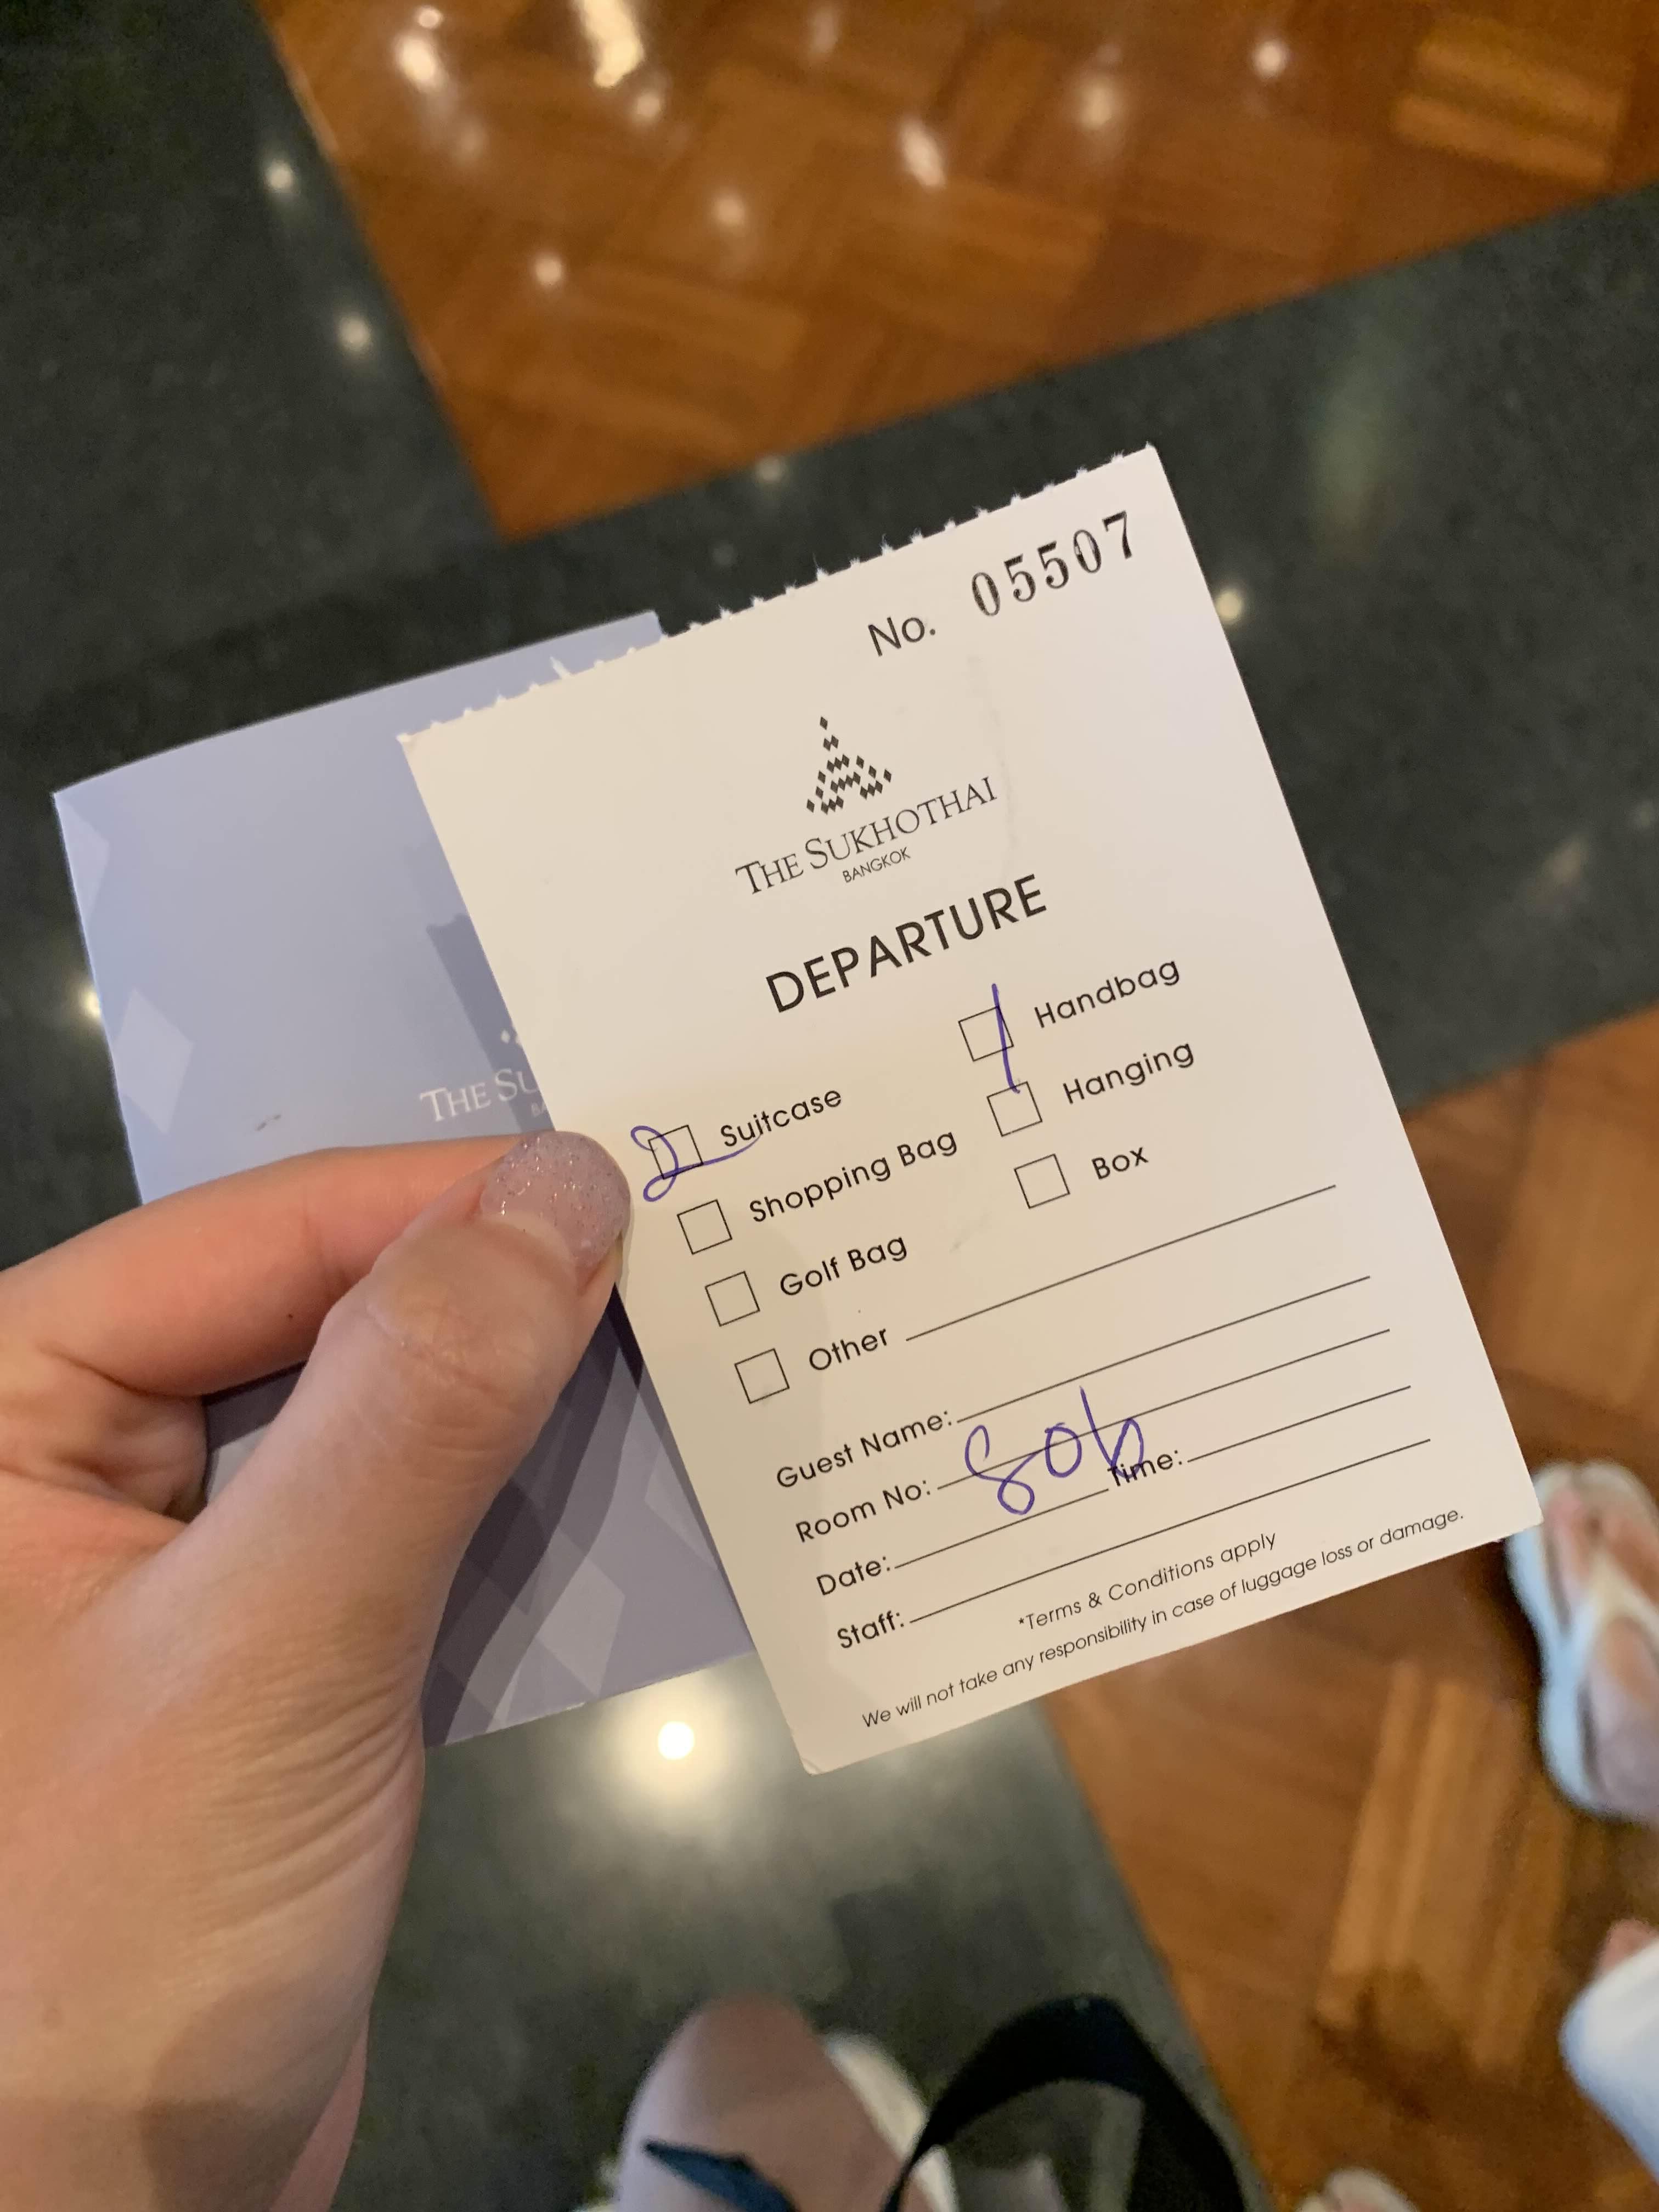 No. 05507
THE SUKHOTHAI
BANGKOK
DEPARTURE
2 Suitcase
1 Handbag
Shopping Bag
Hanging
Golf Bag
Box
Other
Guest Name:
Room No: 806
Date: Time:
Staff:
*Terms & Conditions apply
We will not take any responsibility in case of luggage loss or damage.
THE SU
BA